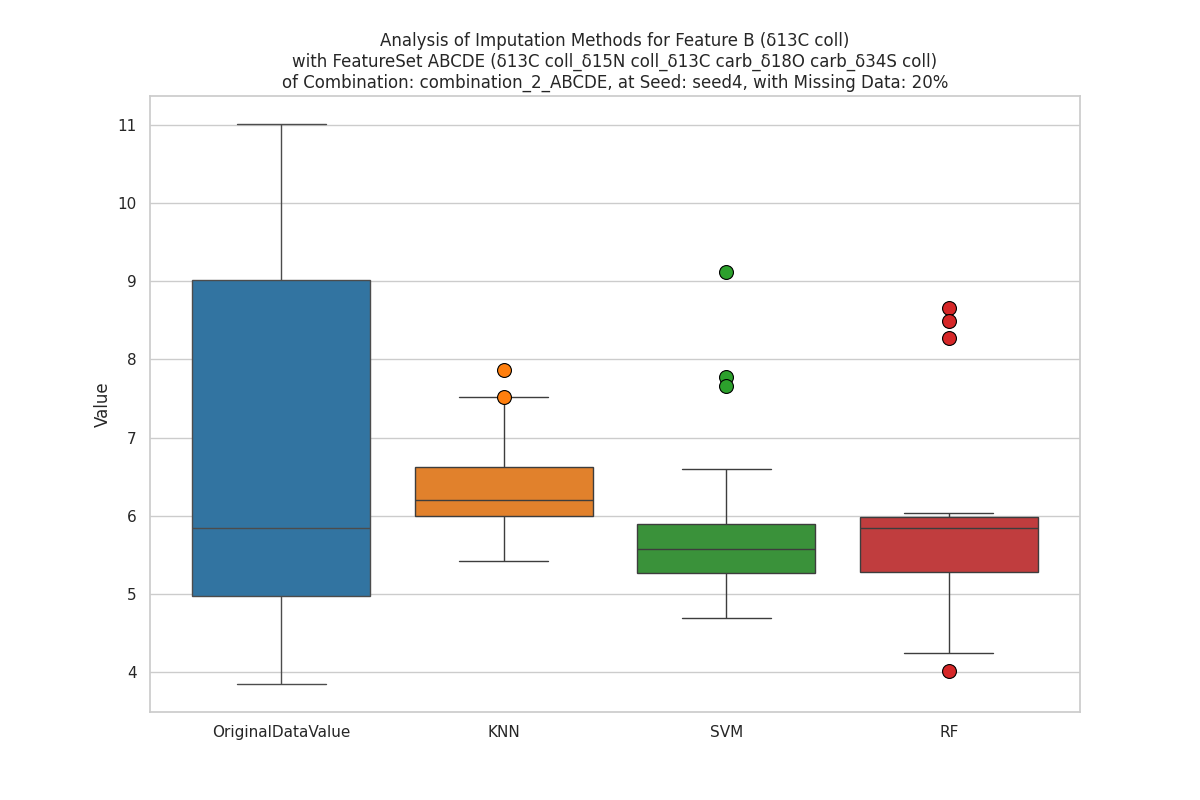 Analysis of Imputation Methods for Feature B (δ13C coll)
with FeatureSet ABCDE (δ13C coll_δ15N coll_δ13C carb_δ18O carb_δ34S coll)
of Combination: combination_2_ABCDE, at Seed: seed4, with Missing Data: 20%
11
10
9
8
7
6
5
4
Value
OriginalDataValue
KNN
SVM
RF